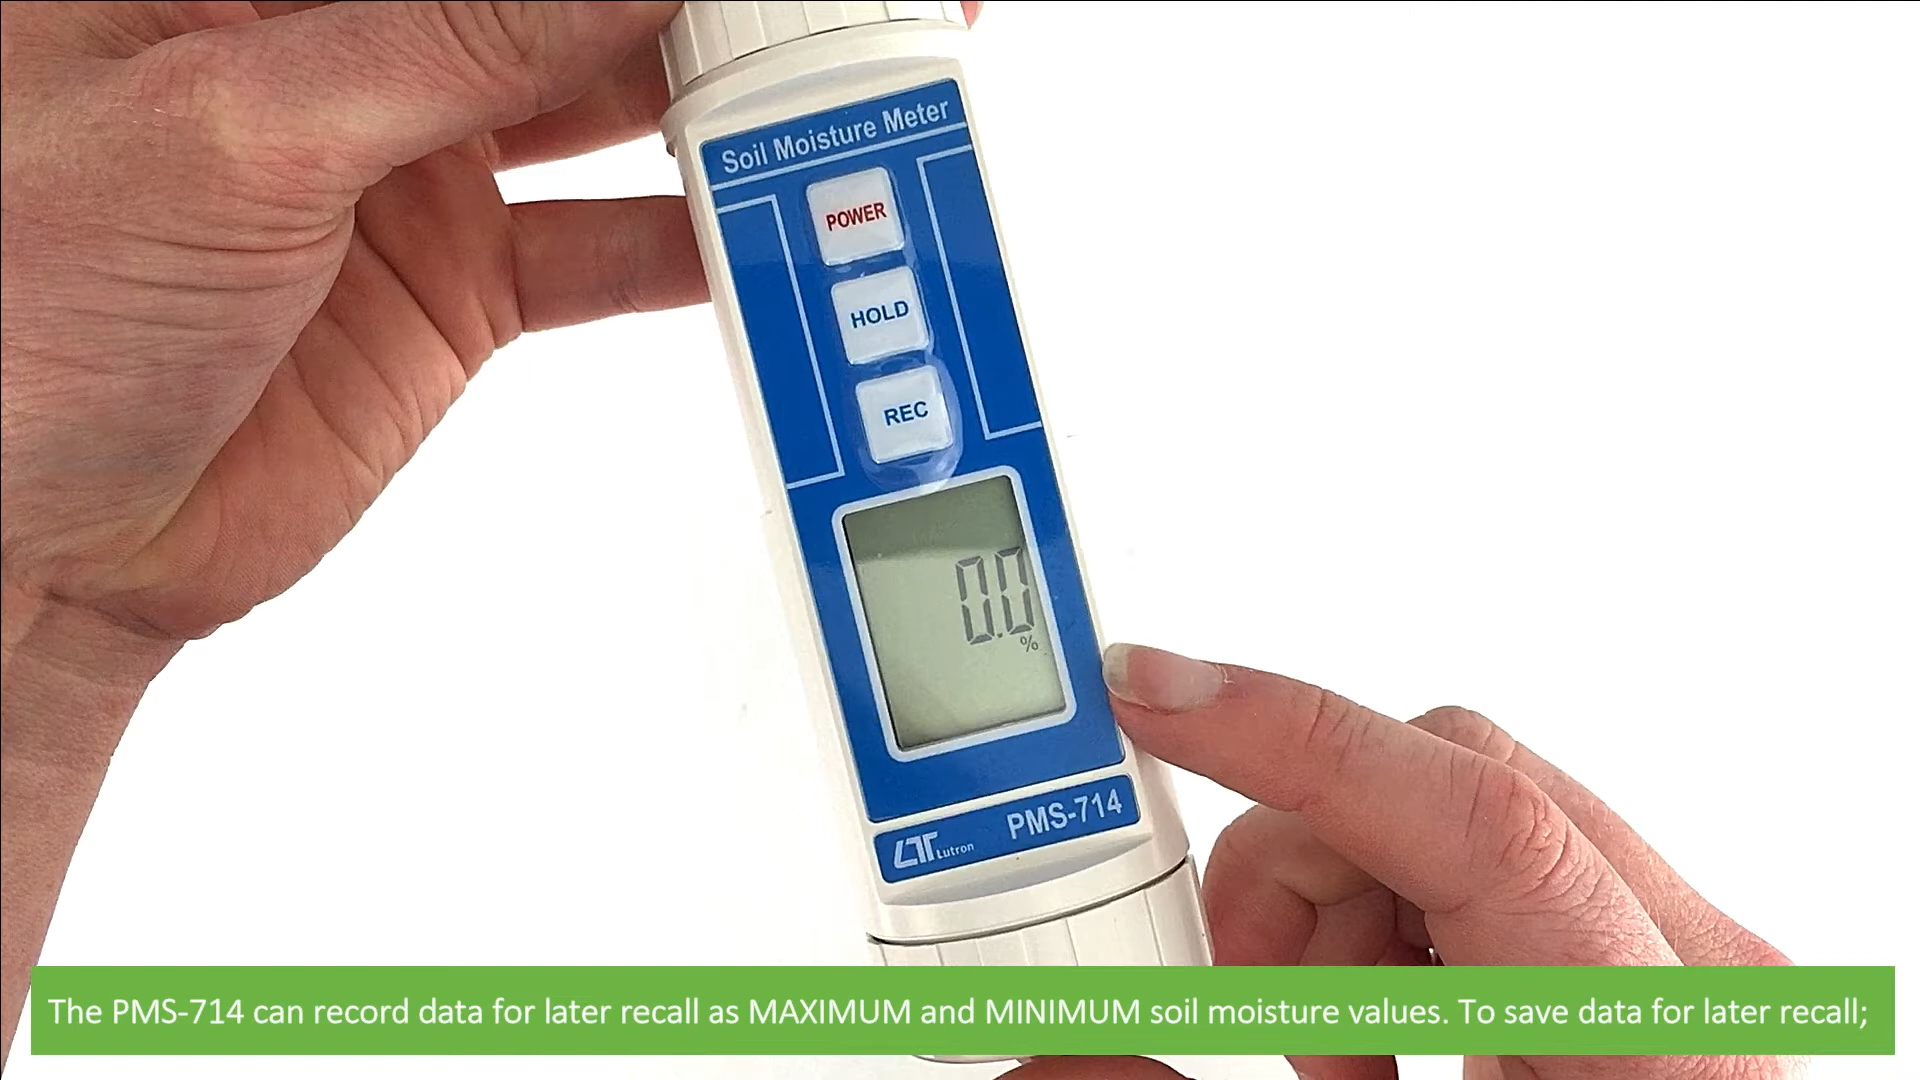 Soil Moisture Meter
POWER
HOLD
REC
0.0
%
PMS-714
LT Lutron
The PMS-714 can record data for later recall as MAXIMUM and MINIMUM soil moisture values. To save data for later recall;